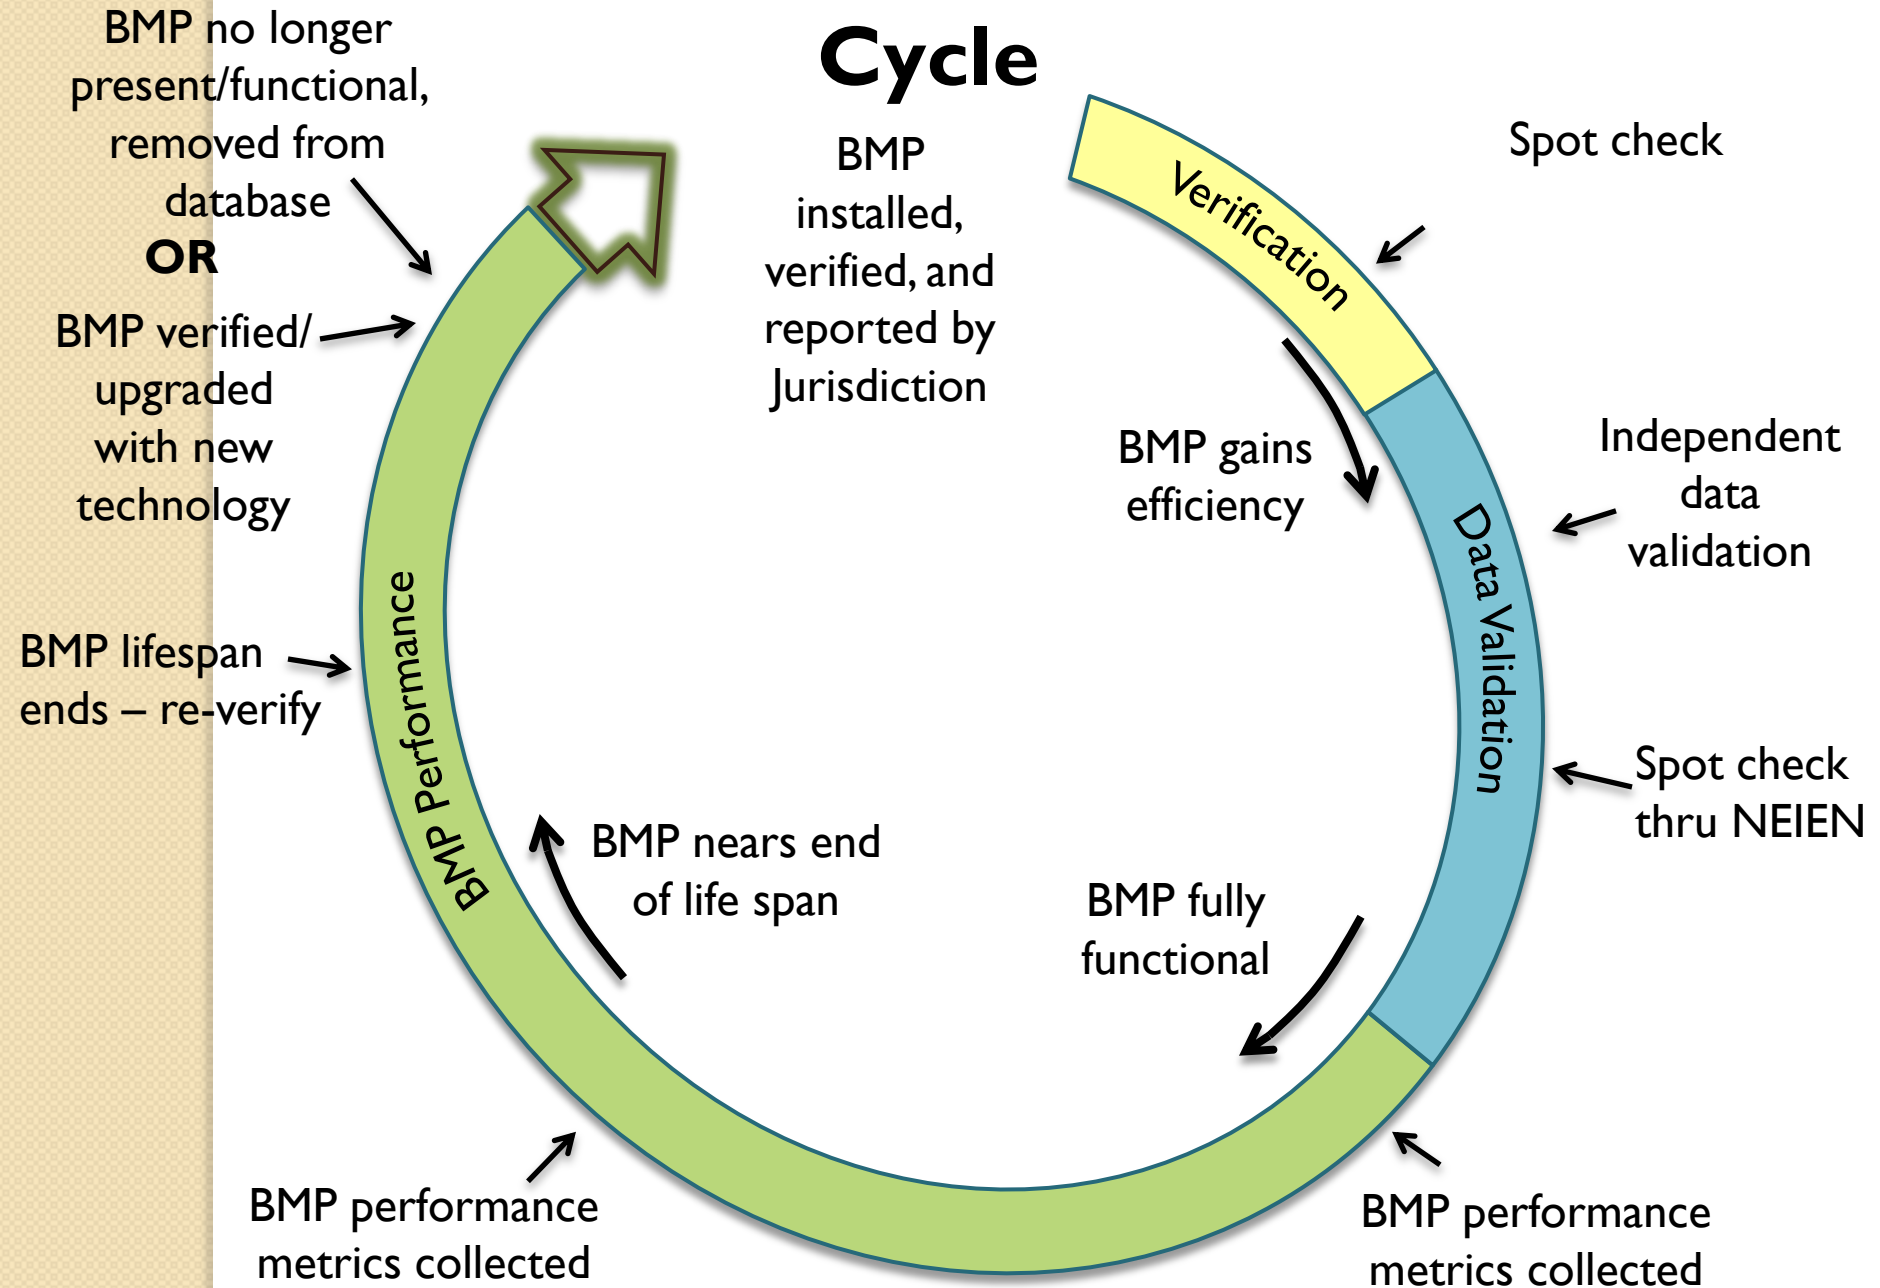 Cycle
BMP no longer
present/functional,
removed from
database
OR
BMP verified/
upgraded
with new
technology
BMP lifespan
ends – re-verify
BMP
installed,
verified, and
reported by
Jurisdiction
Verification
Spot check
BMP gains
efficiency
Independent
data
validation
Data Validation
Spot check
thru NEIEN
BMP fully
functional
BMP nears end
of life span
BMP Performance
BMP performance
metrics collected
BMP performance
metrics collected